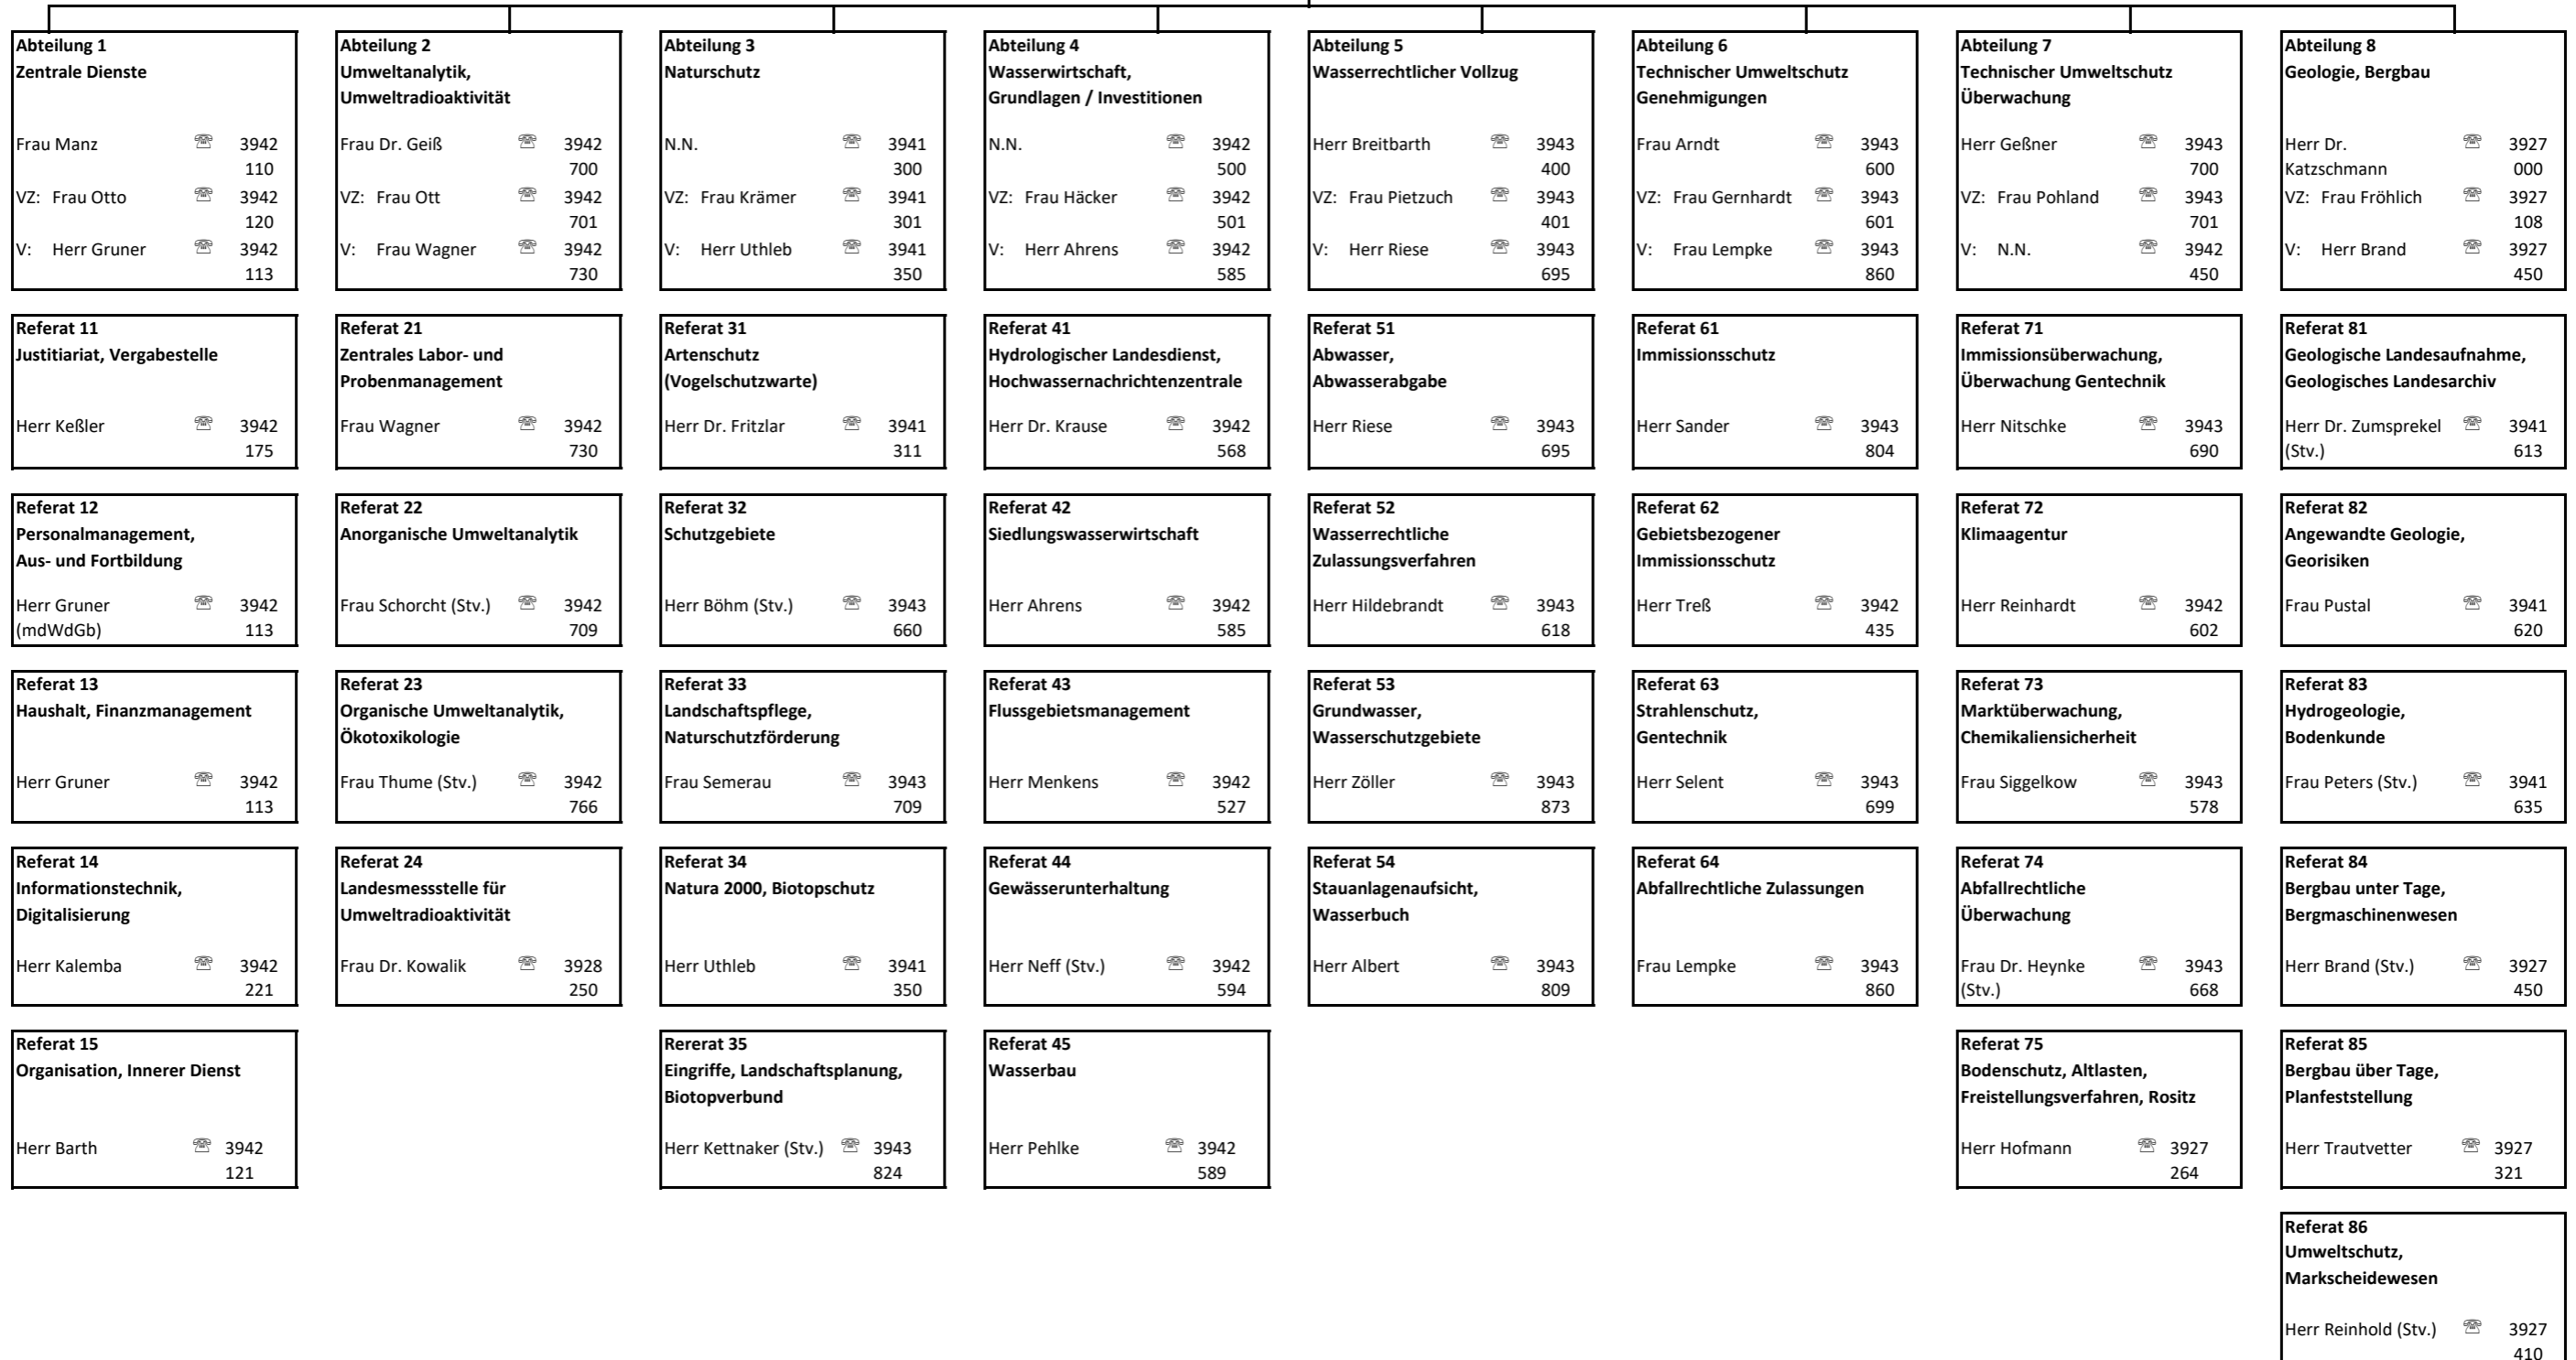 Abteilung 1
Zentrale Dienste
Frau Manz ☎ 3942
110
VZ: Frau Otto ☎ 3942
120
V: Herr Gruner ☎ 3942
113
Abteilung 2
Umweltanalytik,
Umweltradioaktivität
Frau Dr. Geiß ☎ 3942
700
VZ: Frau Ott ☎ 3942
701
V: Frau Wagner ☎ 3942
730
Abteilung 3
Naturschutz
N.N. ☎ 3941
300
VZ: Frau Krämer ☎ 3941
301
V: Herr Uthleb ☎ 3941
350
Abteilung 4
Wasserwirtschaft,
Grundlagen / Investitionen
N.N. ☎ 3942
500
VZ: Frau Häcker ☎ 3942
501
V: Herr Ahrens ☎ 3942
585
Abteilung 5
Wasserrechtlicher Vollzug
Herr Breitbarth ☎ 3943
400
VZ: Frau Pietzuch ☎ 3943
401
V: Herr Riese ☎ 3943
695
Abteilung 6
Technischer Umweltschutz
Genehmigungen
Frau Arndt ☎ 3943
600
VZ: Frau Gernhardt ☎ 3943
601
V: Frau Lempke ☎ 3943
860
Abteilung 7
Technischer Umweltschutz
Überwachung
Herr Geßner ☎ 3943
700
VZ: Frau Pohland ☎ 3943
701
V: N.N. ☎ 3942
450
Abteilung 8
Geologie, Bergbau
Herr Dr. ☎ 3927
Katzschmann 000
VZ: Frau Fröhlich ☎ 3927
108
V: Herr Brand ☎ 3927
450
Referat 11
Justitiariat, Vergabestelle
Herr Keßler ☎ 3942
175
Referat 21
Zentrales Labor- und
Probenmanagement
Frau Wagner ☎ 3942
730
Referat 31
Artenschutz
(Vogelschutzwarte)
Herr Dr. Fritzlar ☎ 3941
311
Referat 41
Hydrologischer Landesdienst,
Hochwassernachrichtenzentrale
Herr Dr. Krause ☎ 3942
568
Referat 51
Abwasser,
Abwasserabgabe
Herr Riese ☎ 3943
695
Referat 61
Immissionsschutz
Herr Sander ☎ 3943
804
Referat 71
Immissionsüberwachung,
Überwachung Gentechnik
Herr Nitschke ☎ 3943
690
Referat 81
Geologische Landesaufnahme,
Geologisches Landesarchiv
Herr Dr. Zumsprekel ☎ 3941
(Stv.) 613
Referat 12
Personalmanagement,
Aus- und Fortbildung
Herr Gruner ☎ 3942
(mdWdGb) 113
Referat 22
Anorganische Umweltanalytik
Frau Schorcht (Stv.) ☎ 3942
709
Referat 32
Schutzgebiete
Herr Böhm (Stv.) ☎ 3943
660
Referat 42
Siedlungswasserwirtschaft
Herr Ahrens ☎ 3942
585
Referat 52
Wasserrechtliche
Zulassungsverfahren
Herr Hildebrandt ☎ 3943
618
Referat 62
Gebietsbezogener
Immissionsschutz
Herr Treß ☎ 3942
435
Referat 72
Klimaagentur
Herr Reinhardt ☎ 3942
602
Referat 82
Angewandte Geologie,
Georisiken
Frau Pustal ☎ 3941
620
Referat 13
Haushalt, Finanzmanagement
Herr Gruner ☎ 3942
113
Referat 23
Organische Umweltanalytik,
Ökotoxikologie
Frau Thume (Stv.) ☎ 3942
766
Referat 33
Landschaftspflege,
Naturschutzförderung
Frau Semerau ☎ 3943
709
Referat 43
Flussgebietsmanagement
Herr Menkens ☎ 3942
527
Referat 53
Grundwasser,
Wasserschutzgebiete
Herr Zöller ☎ 3943
873
Referat 63
Strahlenschutz,
Gentechnik
Herr Selent ☎ 3943
699
Referat 73
Marktüberwachung,
Chemikaliensicherheit
Frau Siggelkow ☎ 3943
578
Referat 83
Hydrogeologie,
Bodenkunde
Frau Peters (Stv.) ☎ 3941
635
Referat 14
Informationstechnik,
Digitalisierung
Herr Kalemba ☎ 3942
221
Referat 24
Landesmessstelle für
Umweltradioaktivität
Frau Dr. Kowalik ☎ 3928
250
Referat 34
Natura 2000, Biotopschutz
Herr Uthleb ☎ 3941
350
Referat 44
Gewässerunterhaltung
Herr Neff (Stv.) ☎ 3942
594
Referat 54
Stauanlagenaufsicht,
Wasserbuch
Herr Albert ☎ 3943
809
Referat 64
Abfallrechtliche Zulassungen
Frau Lempke ☎ 3943
860
Referat 74
Abfallrechtliche
Überwachung
Frau Dr. Heynke ☎ 3943
(Stv.) 668
Referat 84
Bergbau unter Tage,
Bergmaschinenwesen
Herr Brand (Stv.) ☎ 3927
450
Referat 15
Organisation, Innerer Dienst
Herr Barth ☎ 3942
121
Rererat 35
Eingriffe, Landschaftsplanung,
Biotopverbund
Herr Kettnaker (Stv.) ☎ 3943
824
Referat 45
Wasserbau
Herr Pehlke ☎ 3942
589
Referat 75
Bodenschutz, Altlasten,
Freistellungsverfahren, Rositz
Herr Hofmann ☎ 3927
264
Referat 85
Bergbau über Tage,
Planfeststellung
Herr Trautvetter ☎ 3927
321
Referat 86
Umweltschutz,
Markscheidewesen
Herr Reinhold (Stv.) ☎ 3927
410